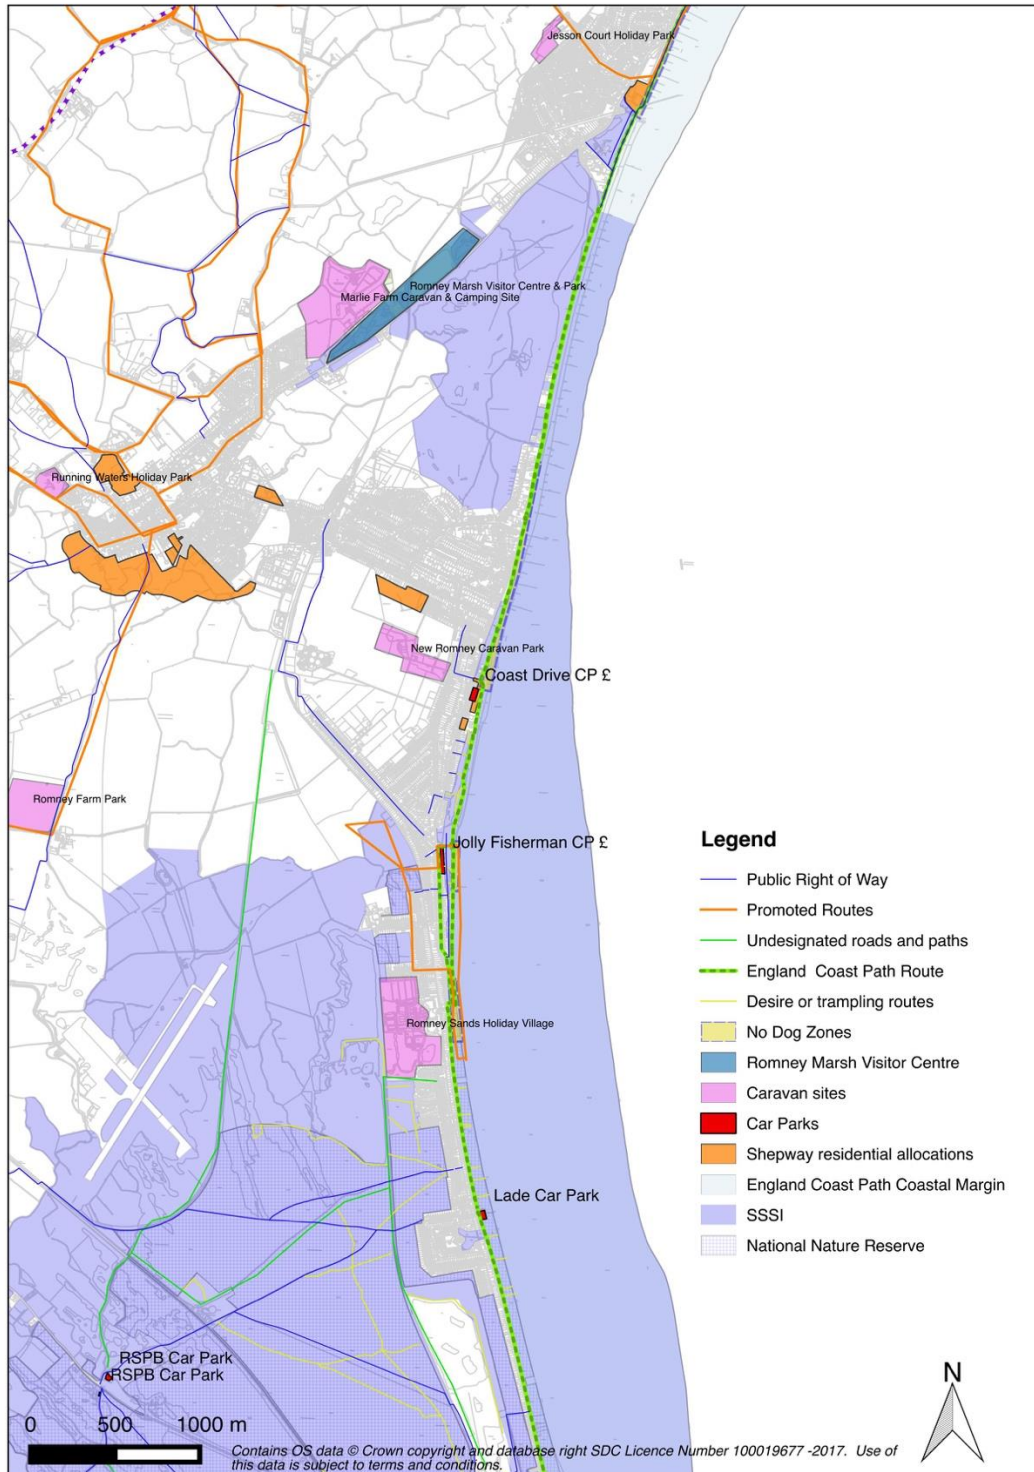 Jesson Court Holiday Park
Romney Marsh Visitor Centre & Park
Marlie Farm Caravan & Camping Site
Running Waters Holiday Park
New Romney Caravan Park
Coast Drive CP £
Romney Farm Park
Jolly Fisherman CP £
Romney Sands Holiday Village
Lade Car Park
RSPB Car Park
RSPB Car Park
Legend
Public Right of Way
Promoted Routes
Undesignated roads and paths
England Coast Path Route
Desire or trampling routes
No Dog Zones
Romney Marsh Visitor Centre
Caravan sites
Car Parks
Shepway residential allocations
England Coast Path Coastal Margin
SSSI
National Nature Reserve
N
0 500 1000 m
Contains OS data © Crown copyright and database right SDC Licence Number 100019677 -2017. Use of
this data is subject to terms and conditions.